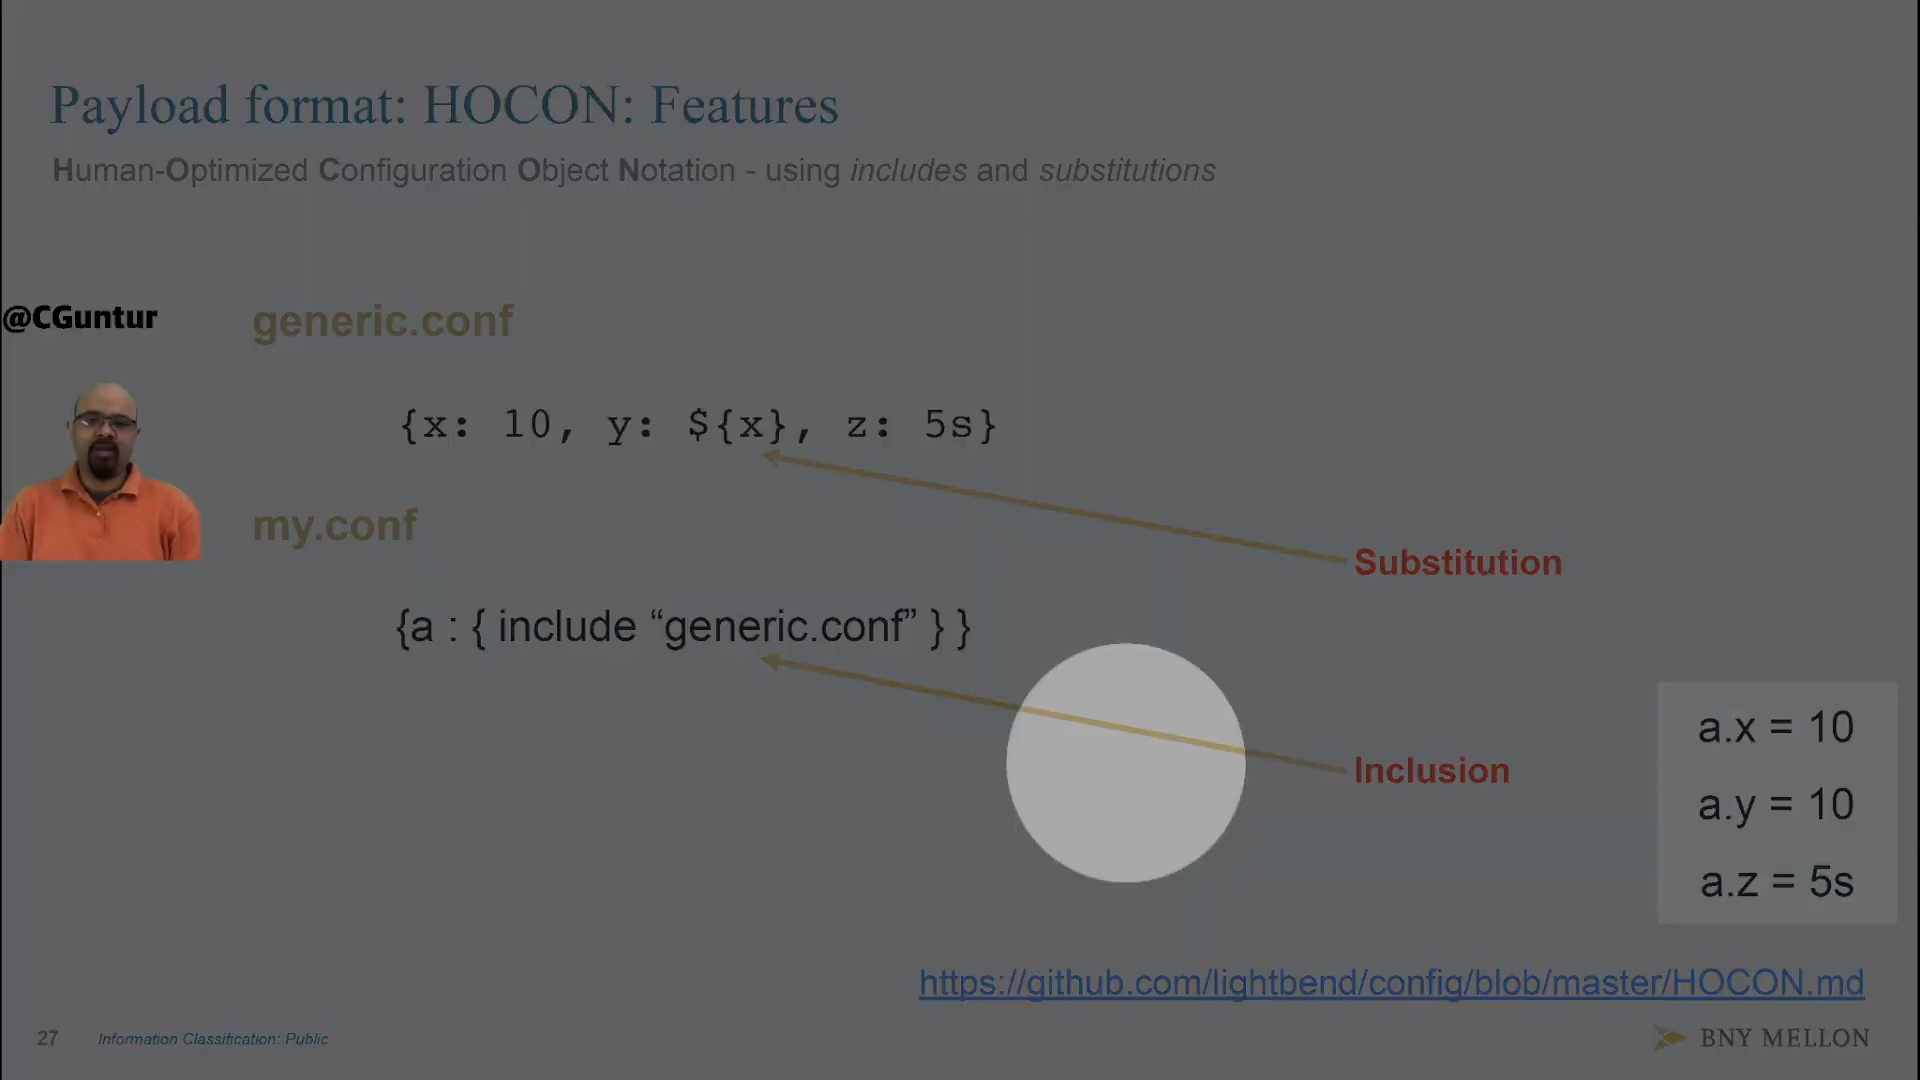 Payload format: HOCON: Features
Human-Optimized Configuration Object Notation - using includes and substitutions
@CGuntur
generic.conf
{x: 10, y: ${x}, z: 5s}
my.conf
Substitution
{a : { include “generic.conf” } }
Inclusion
a.x = 10
a.y = 10
a.z = 5s
https://github.com/lightbend/config/blob/master/HOCON.md
27
Information Classification: Public
BNY MELLON